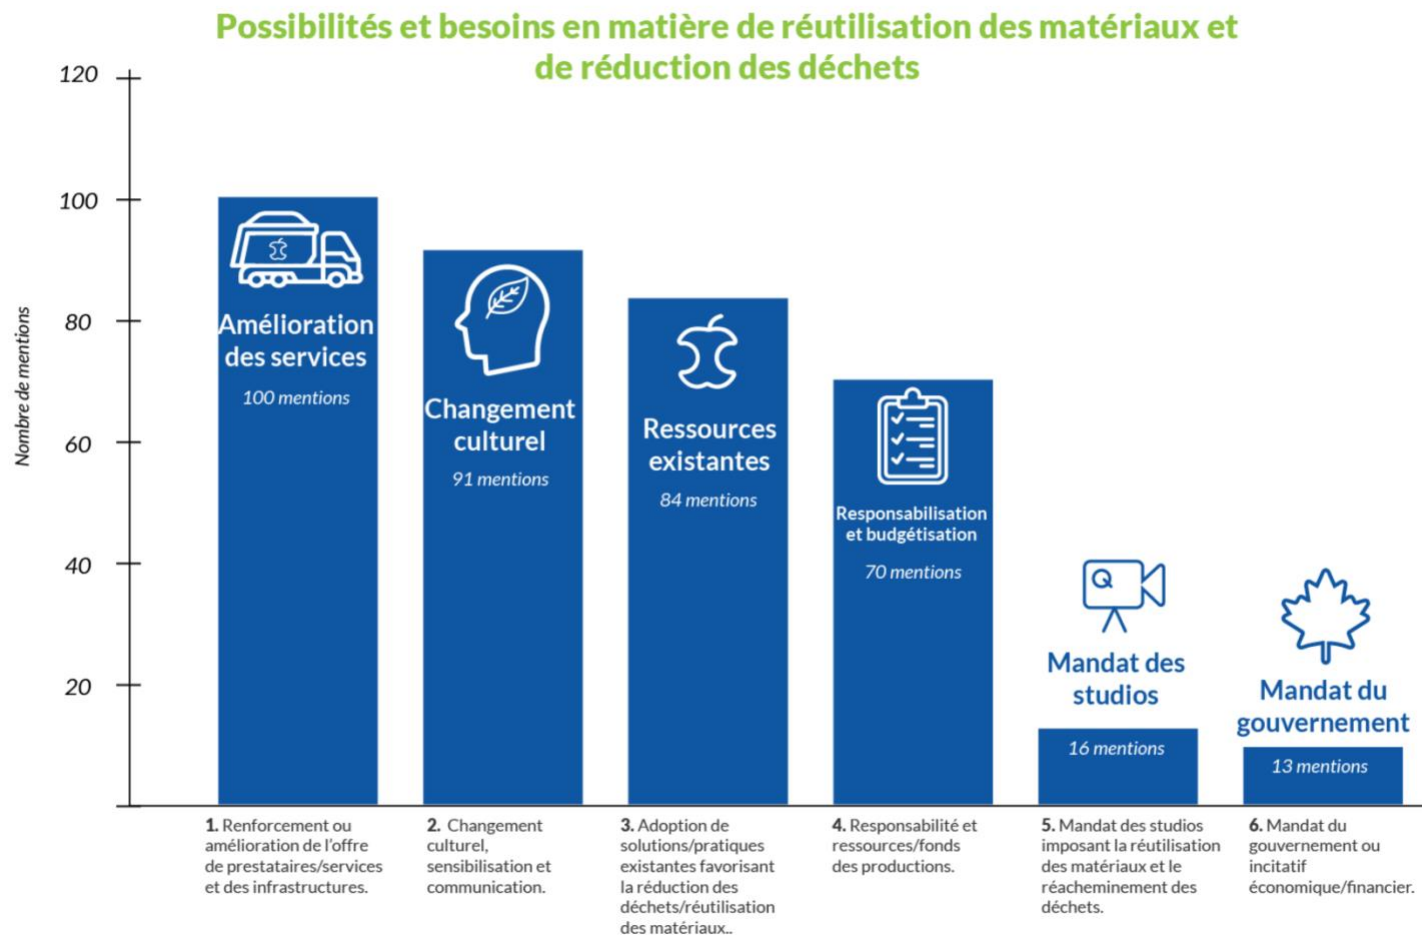 Possibilités et besoins en matière de réutilisation des matériaux et
de réduction des déchets
120
100
80
60
40
20
Nombre de mentions
Amélioration
des services
100 mentions
Changement
culturel
91 mentions
Ressources
existantes
84 mentions
Responsabilisation
et budgétisation
70 mentions
Mandat des
studios
16 mentions
Mandat du
gouvernement
13 mentions
1. Renforcement ou
amélioration de l'offre
de prestataires/services
et des infrastructures.
2. Changement
culturel,
sensibilisation et
communication.
3. Adoption de
solutions/pratiques
existantes favorisant
la réduction des
déchets/réutilisation
des matériaux..
4. Responsabilité et
ressources/fonds
des productions.
5. Mandat des studios
imposant la réutilisation
des matériaux et le
réacheminement des
déchets.
6. Mandat du
gouvernement ou
incitatif
économique/financier.